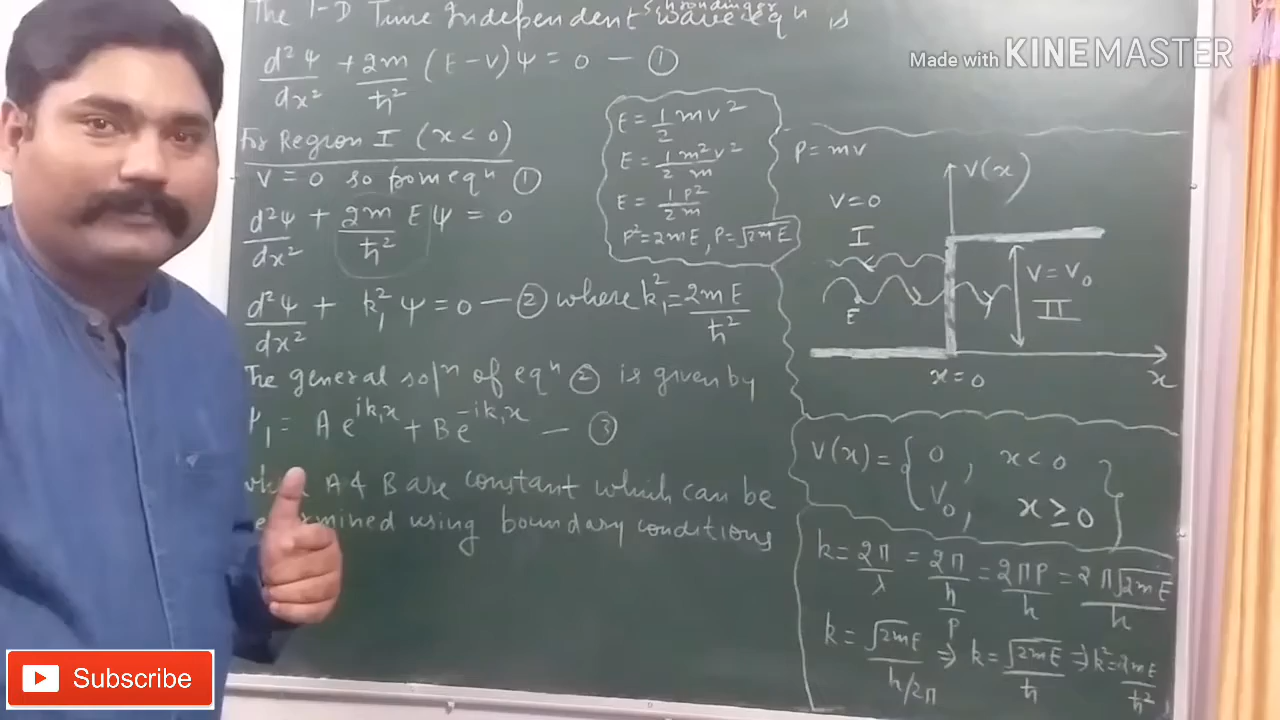 The 1-D Time Independent Schrodinger wave eqn is
d²ψ/dx² + 2m/ħ² (E-V)ψ = 0 — ①
For Region I (x < 0)
V = 0 so from eqn ①
d²ψ/dx² + 2m/ħ² E ψ = 0
d²ψ/dx² + k₁² ψ = 0 — ② where k₁² = 2mE/ħ²
The general soln of eqn ② is given by
ψ₁ = A e^{ik₁x} + B e^{-ik₁x} — ③
A & B are constant which can be
using boundary conditions
E = 1/2 mv²
E = 1/2 m²v²/m
E = 1/2 P²/m
P² = 2mE, P = √2mE
P = mv
V(x)
V=0
I
V = V₀
II
E
x = 0
x
V(x) = { 0, x < 0
V₀, x ≥ 0 }
k = 2π/λ = 2π/(h/P) = 2πP/h = 2π√2mE/h
k = √2mE/(h/2π) ⇒ k = √2mE/ħ ⇒ k² = 2mE/ħ²
Made with KINEMASTER
Subscribe